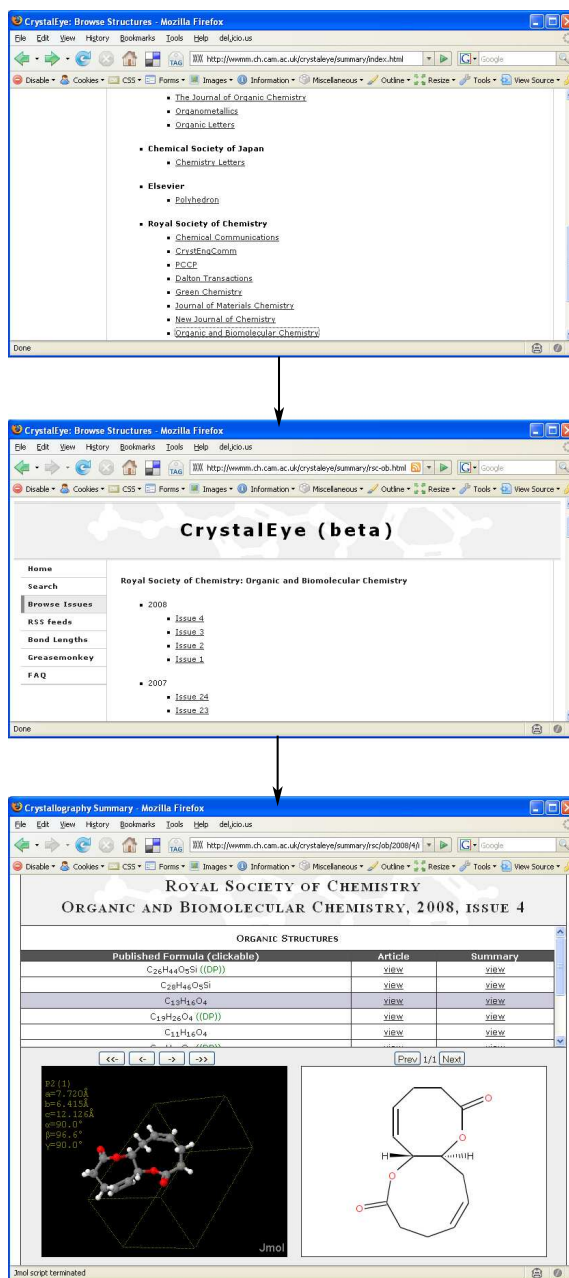 CrystalEye: Browse Structures - Mozilla Firefox
File Edit View History Bookmarks Tools Help del.icio.us
TAG http://wwmm.ch.cam.ac.uk/crystaleye/summary/index.html G Google
Disable Cookies CSS Forms Images Information Miscellaneous Outline Resize Tools View Source
The Journal of Organic Chemistry
Organometallics
Organic Letters
Chemical Society of Japan
Chemistry Letters
Elsevier
Polyhedron
Royal Society of Chemistry
Chemical Communications
CrystEngComm
PCCP
Dalton Transactions
Green Chemistry
Journal of Materials Chemistry
New Journal of Chemistry
Organic and Biomolecular Chemistry
Done
CrystalEye: Browse Structures - Mozilla Firefox
File Edit View History Bookmarks Tools Help del.icio.us
TAG http://wwmm.ch.cam.ac.uk/crystaleye/summary/rsc-ob.html G Google
Disable Cookies CSS Forms Images Information Miscellaneous Outline Resize Tools View Source
CrystalEye (beta)
Home
Search
Browse Issues
RSS feeds
Bond Lengths
Greasemonkey
FAQ
Royal Society of Chemistry: Organic and Biomolecular Chemistry
2008
Issue 4
Issue 3
Issue 2
Issue 1
2007
Issue 24
Issue 23
Done
Crystallography Summary - Mozilla Firefox
File Edit View History Bookmarks Tools Help del.icio.us
TAG http://wwmm.ch.cam.ac.uk/crystaleye/summary/rsc/ob/2008/4/i G Google
Disable Cookies CSS Forms Images Information Miscellaneous Outline Resize Tools View Source
Royal Society of Chemistry
Organic and Biomolecular Chemistry, 2008, issue 4
Organic Structures
Published Formula (clickable) Article Summary
C26H44O5Si ((DP)) view view
C28H46O5Si view view
C13H16O4 view view
C19H26O4 ((DP)) view view
C11H16O4 view view
<<- <- -> ->> Prev 1/1 Next
P2(1)
a=7.720Å
b=6.415Å
c=12.126Å
α=90.0°
β=96.6°
γ=90.0°
Jmol
O
O
H H
O
O
Jmol script terminated